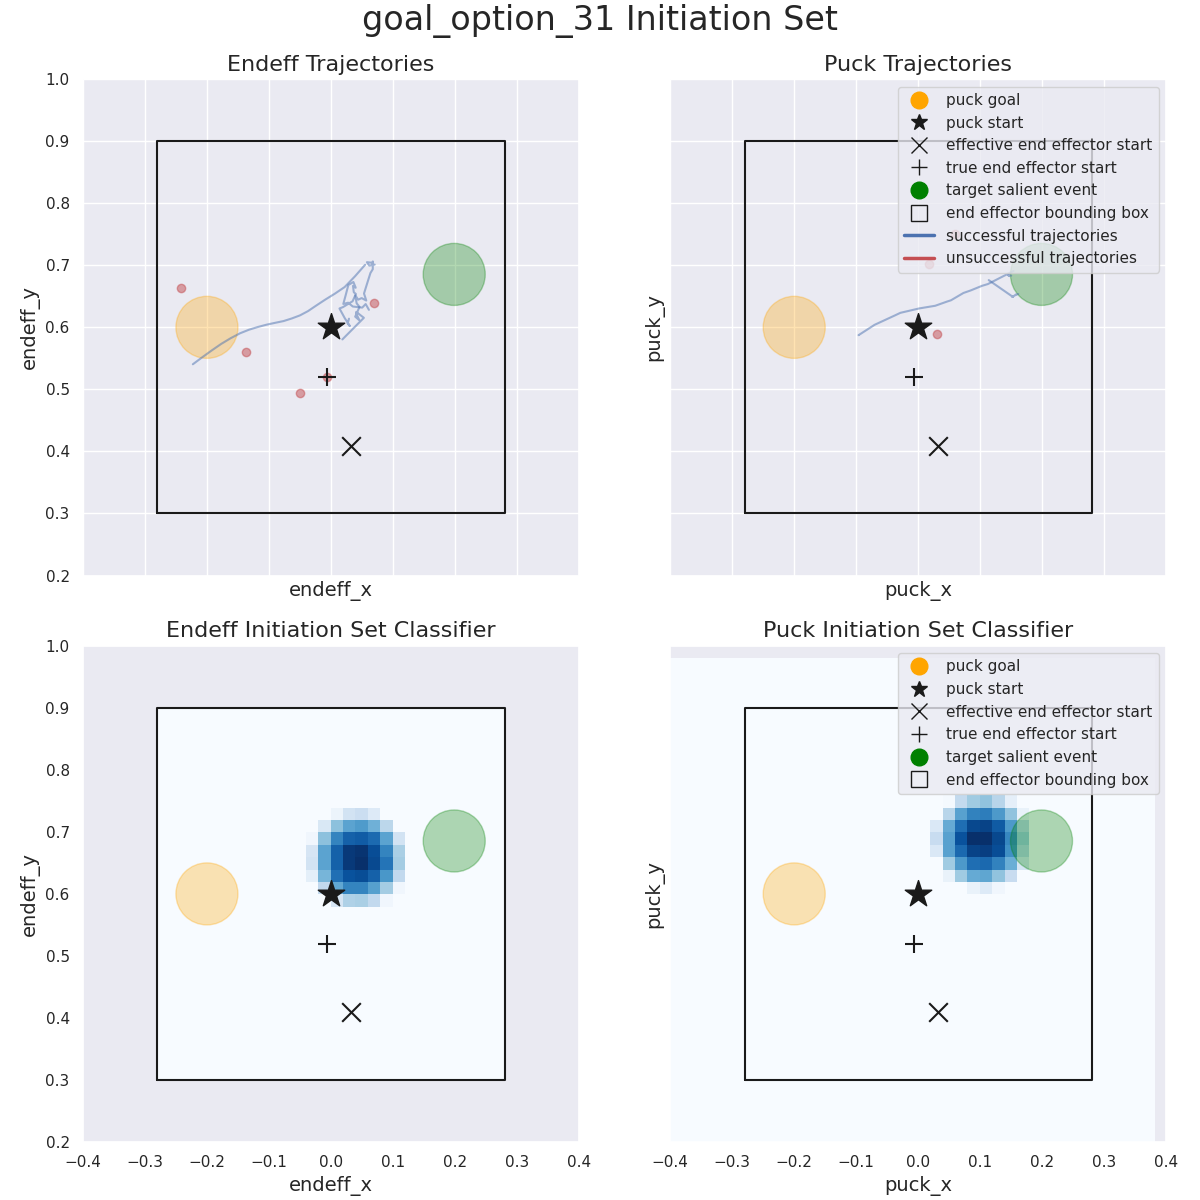 goal_option_31 Initiation Set
Endeff Trajectories
1.0
0.9
0.8
0.7
0.6
0.5
0.4
0.3
0.2
endeff_y
endeff_x
Puck Trajectories
puck goal
puck start
effective end effector start
true end effector start
target salient event
end effector bounding box
successful trajectories
unsuccessful trajectories
puck_y
puck_x
Endeff Initiation Set Classifier
1.0
0.9
0.8
0.7
0.6
0.5
0.4
0.3
0.2
endeff_y
−0.4 −0.3 −0.2 −0.1 0.0 0.1 0.2 0.3 0.4
endeff_x
Puck Initiation Set Classifier
puck goal
puck start
effective end effector start
true end effector start
target salient event
end effector bounding box
puck_y
−0.4 −0.3 −0.2 −0.1 0.0 0.1 0.2 0.3 0.4
puck_x